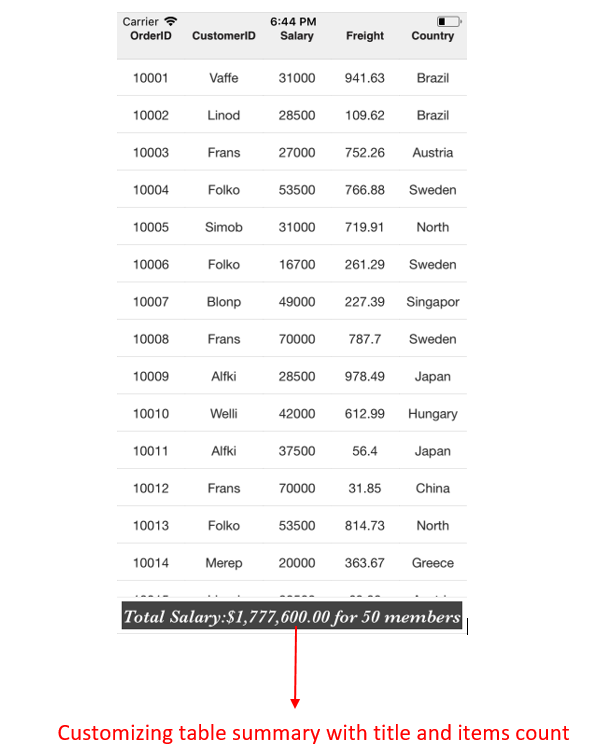 Carrier 6:44 PM
OrderID CustomerID Salary Freight Country
10001 Vaffe 31000 941.63 Brazil
10002 Linod 28500 109.62 Brazil
10003 Frans 27000 752.26 Austria
10004 Folko 53500 766.88 Sweden
10005 Simob 31000 719.91 North
10006 Folko 16700 261.29 Sweden
10007 Blonp 49000 227.39 Singapor
10008 Frans 70000 787.7 Sweden
10009 Alfki 28500 978.49 Japan
10010 Welli 42000 612.99 Hungary
10011 Alfki 37500 56.4 Japan
10012 Frans 70000 31.85 China
10013 Folko 53500 814.73 North
10014 Merep 20000 363.67 Greece
Total Salary:$1,777,600.00 for 50 members
Customizing table summary with title and items count